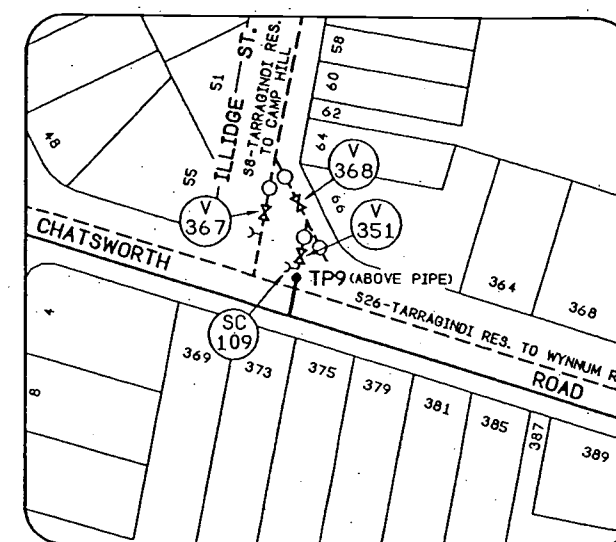 58
60
62
64
66
51
55
48
ILLIDGE ST.
S8-TARRAGINDI RES.
TO CAMP HILL
V
368
V
367
V
351
CHATSWORTH
TP9 (ABOVE PIPE)
S26-TARRAGINDI RES. TO WYNNUM R
ROAD
SC
109
364
368
4
8
369
373
375
379
381
385
387
389